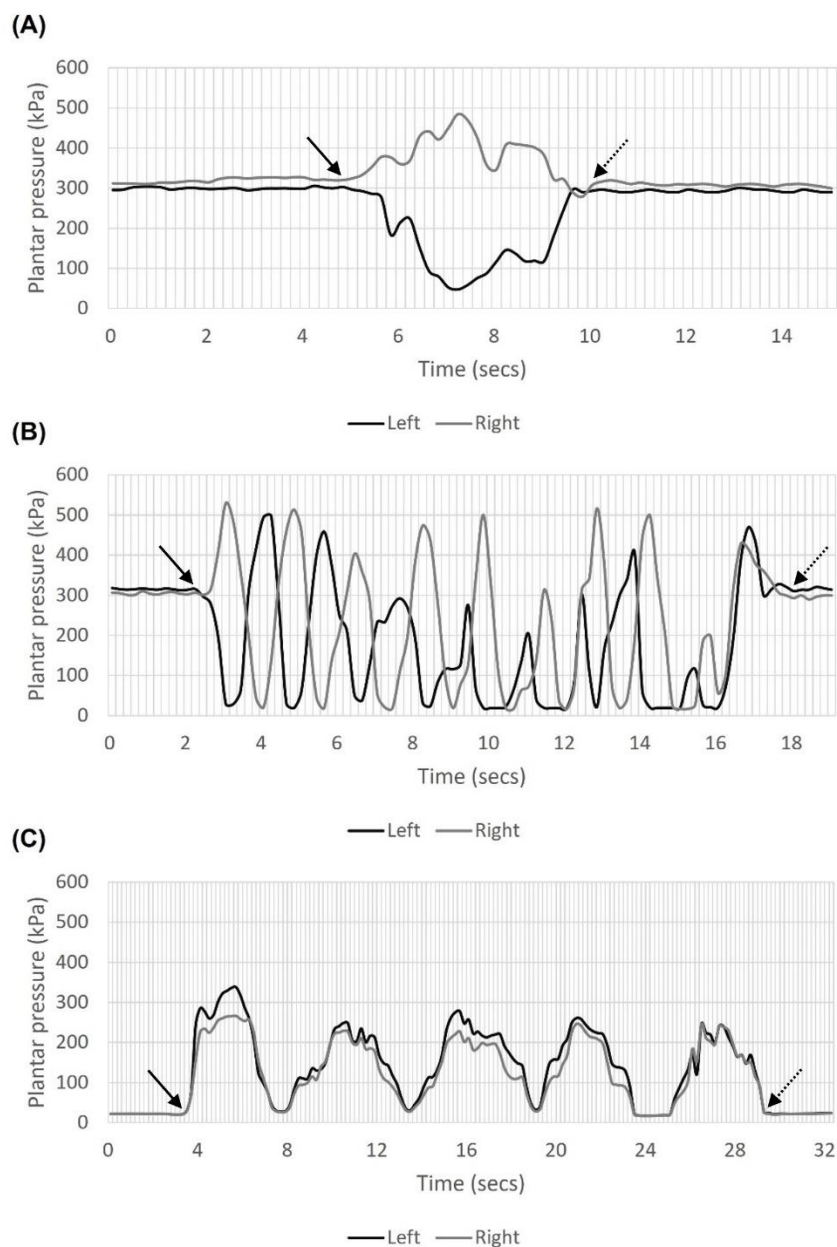 (A)
600
500
400
300
200
100
0
Plantar pressure (kPa)
0 2 4 6 8 10 12 14
Time (secs)
Left Right
(B)
600
500
400
300
200
100
0
Plantar pressure (kPa)
0 2 4 6 8 10 12 14 16 18
Time (secs)
Left Right
(C)
600
500
400
300
200
100
0
Plantar pressure (kPa)
0 4 8 12 16 20 24 28 32
Time (secs)
Left Right